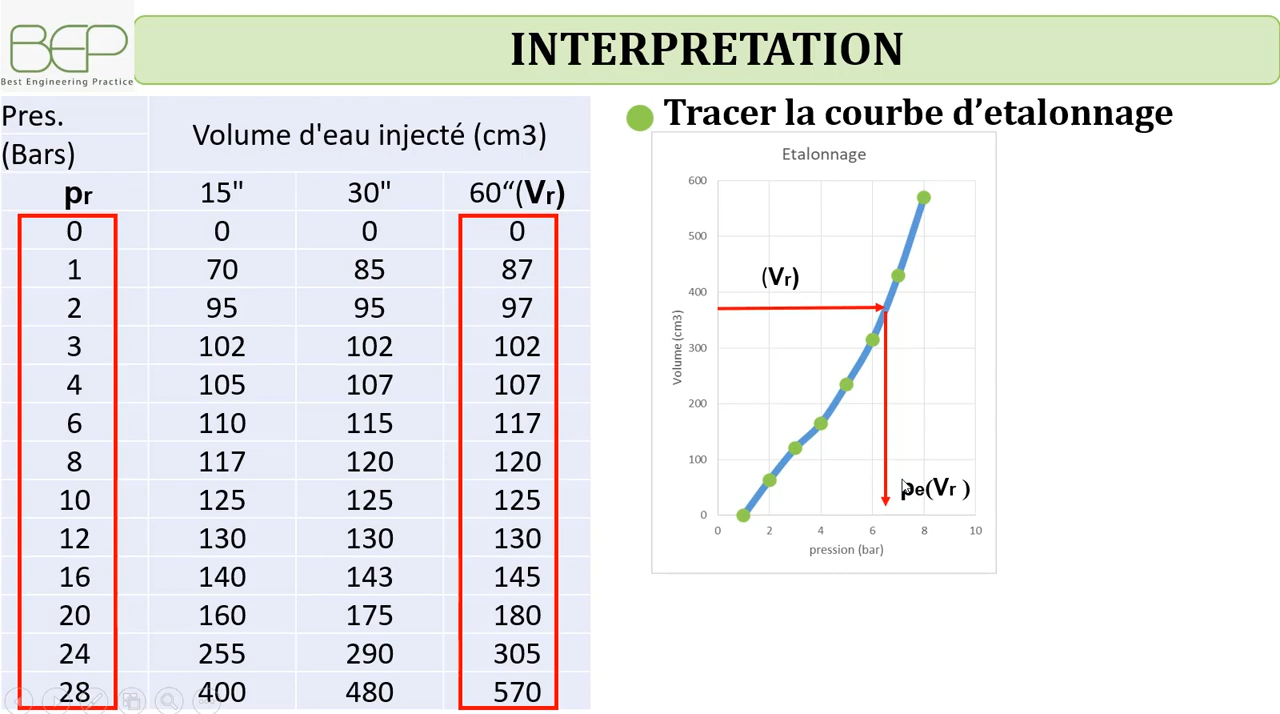 BEP
Best Engineering Practice
INTERPRETATION
Pres.
(Bars)
Volume d'eau injecté (cm3)
pr 15" 30" 60“(Vr)
0 0 0 0
1 70 85 87
2 95 95 97
3 102 102 102
4 105 107 107
6 110 115 117
8 117 120 120
10 125 125 125
12 130 130 130
16 140 143 145
20 160 175 180
24 255 290 305
28 400 480 570
Tracer la courbe d’etalonnage
Etalonnage
600
500
400
300
200
100
0
Volume (cm3)
(Vr)
pe(Vr )
0 2 4 6 8 10
pression (bar)